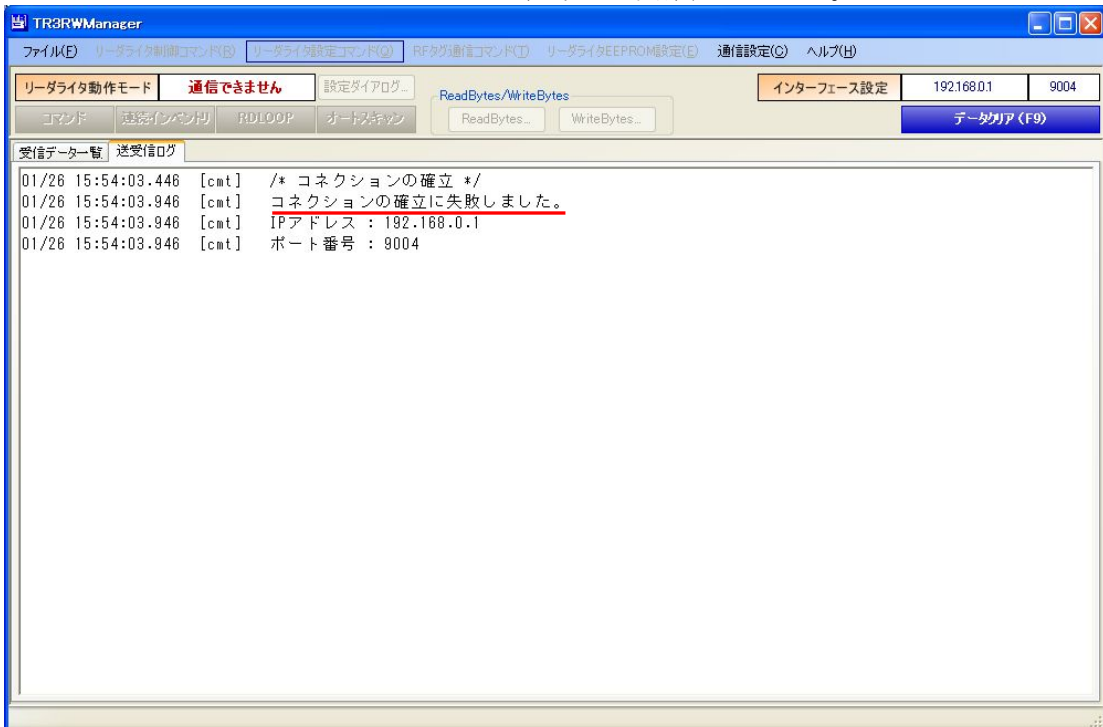 TR3RWManager
ファイル(F) リーダライタ制御コマンド(R) リーダライタ設定コマンド(Q) RFタグ通信コマンド(T) リーダライタEEPROM設定(E) 通信設定(C) ヘルプ(H)
リーダライタ動作モード 通信できません 設定ダイアログ... ReadBytes/WriteBytes インターフェース設定 192.168.0.1 9004
コマンド 連続インベントリ RDLOOP オートスキャン ReadBytes... WriteBytes... データクリア(F9)
受信データ一覧 送受信ログ
01/26 15:54:03.446 [cmt] /* コネクションの確立 */
01/26 15:54:03.946 [cmt] コネクションの確立に失敗しました。
01/26 15:54:03.946 [cmt] IPアドレス : 192.168.0.1
01/26 15:54:03.946 [cmt] ポート番号 : 9004